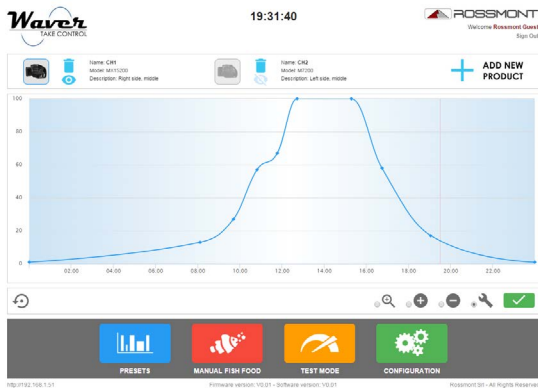 Waver
TAKE CONTROL
19:31:40
ROSSMONT
Welcome Rossmont Guest
Sign Out
Name: CH1
Model: MX15200
Description: Right side, middle
Name: CH2
Model: M7200
Description: Left side, middle
ADD NEW
PRODUCT
100
80
60
40
20
0
02:00 04:00 06:00 08:00 10:00 12:00 14:00 16:00 18:00 20:00 22:00
PRESETS
MANUAL FISH FOOD
TEST MODE
CONFIGURATION
http://192.168.1.51
Firmware version: V0.01 - Software version: V0.01
Rossmont Srl - All Rights Reserved